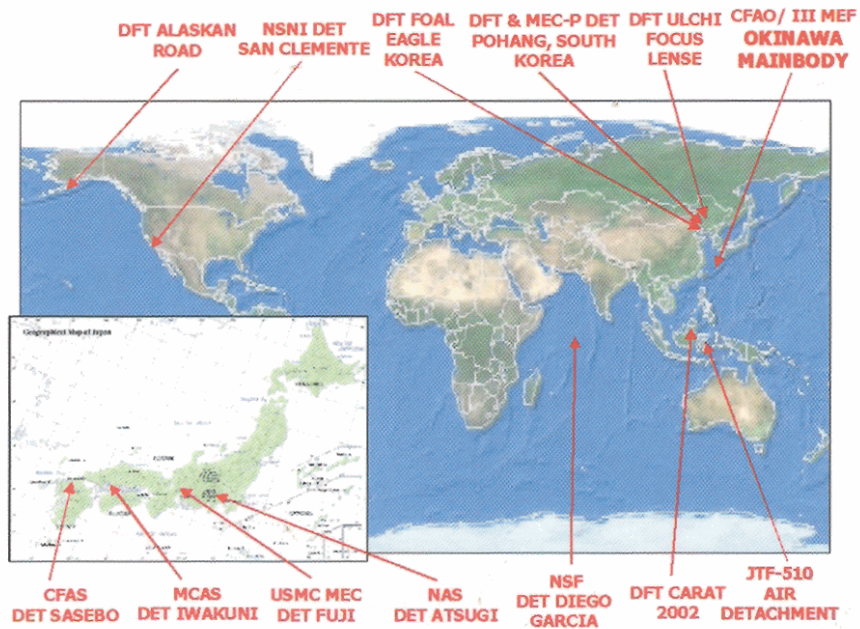 DFT ALASKAN
ROAD
NSNI DET
SAN CLEMENTE
DFT FOAL
EAGLE
KOREA
DFT & MEC-P DET
POHANG, SOUTH
KOREA
DFT ULCHI
FOCUS
LENSE
CFAO/ III MEF
OKINAWA
MAINBODY
Geographical Map of Japan
CFAS
DET SASEBO
MCAS
DET IWAKUNI
USMC MEC
DET FUJI
NAS
DET ATSUGI
NSF
DET DIEGO
GARCIA
DFT CARAT
2002
JTF-510
AIR
DETACHMENT